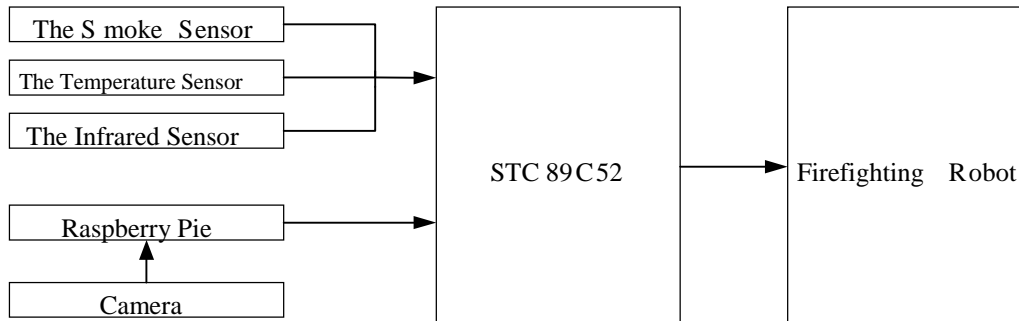 The S moke Sensor
The Temperature Sensor
The Infrared Sensor
Raspberry Pie
Camera
STC 89C52
Firefighting Robot